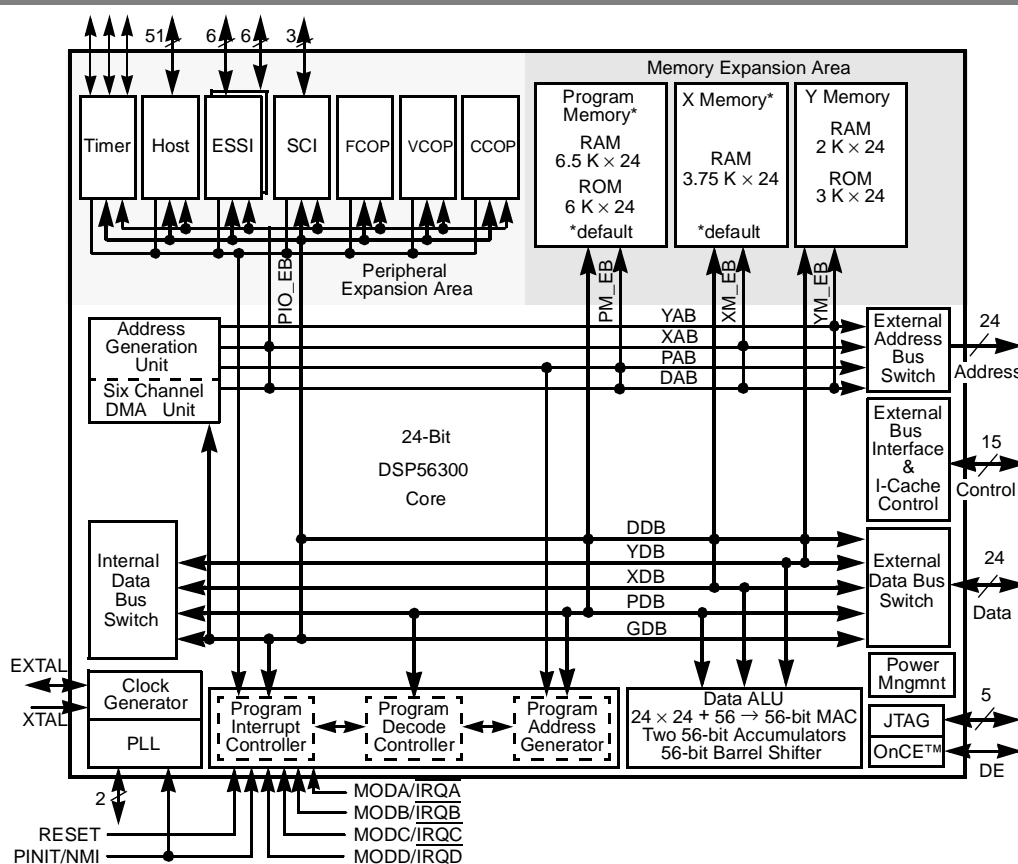 51
6
6
3
Memory Expansion Area
Timer
Host
ESSI
SCI
FCOP
VCOP
CCOP
Program
Memory*
RAM
6.5 K × 24
ROM
6 K × 24
*default
X Memory*
RAM
3.75 K × 24
*default
Y Memory
RAM
2 K × 24
ROM
3 K × 24
Peripheral
Expansion Area
PIO_EB
PM_EB
XM_EB
YM_EB
Address
Generation
Unit
Six Channel
DMA Unit
YAB
XAB
PAB
DAB
External
Address
Bus
Switch
24
Address
24-Bit
DSP56300
Core
External
Bus
Interface
&
I-Cache
Control
15
Control
Internal
Data
Bus
Switch
DDB
YDB
XDB
PDB
GDB
External
Data Bus
Switch
24
Data
EXTAL
XTAL
Clock
Generator
PLL
Program
Interrupt
Controller
Program
Decode
Controller
Program
Address
Generator
Data ALU
24 × 24 + 56 → 56-bit MAC
Two 56-bit Accumulators
56-bit Barrel Shifter
Power
Mngmnt
JTAG
OnCE™
5
DE
2
RESET
PINIT/NMI
MODA/IRQA
MODB/IRQB
MODC/IRQC
MODD/IRQD